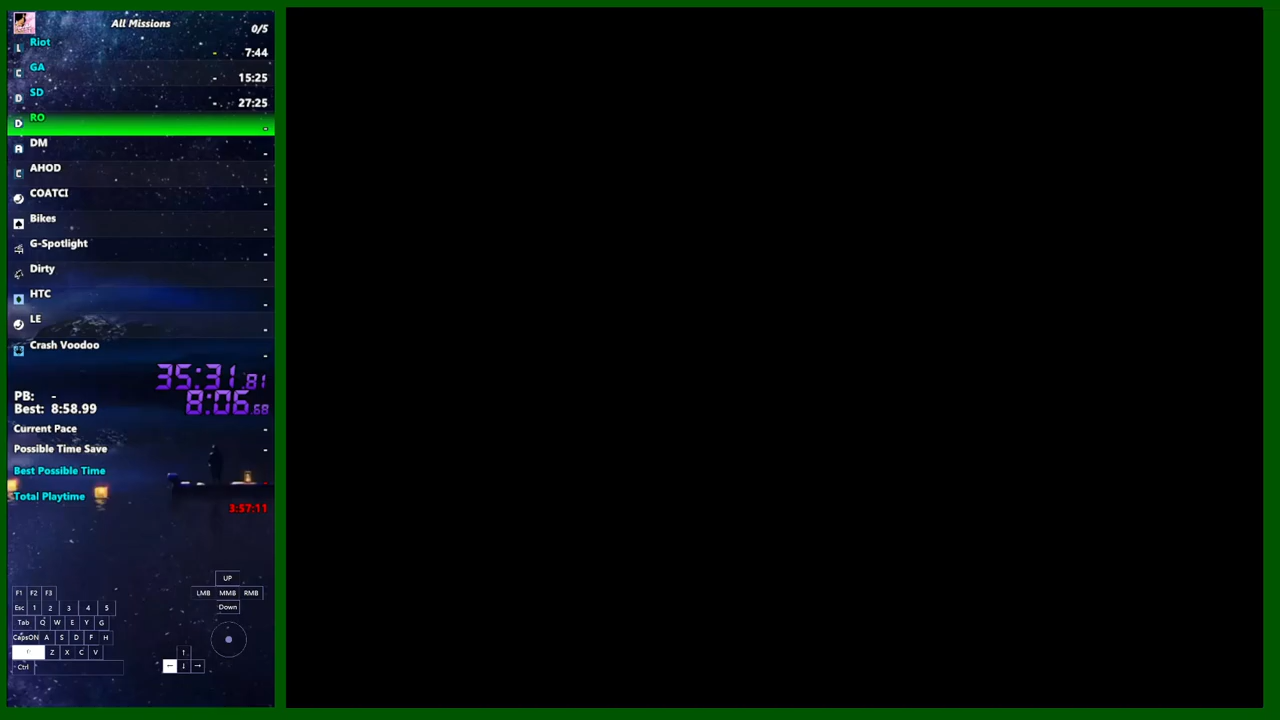 All Missions
0/5
L Riot - 7:44
C GA - 15:25
D SD - 27:25
D RO -
A DM -
C AHOD -
COATCI -
Bikes -
G-Spotlight -
Dirty -
HTC -
LE -
Crash Voodoo -
35:31.81
PB: -
8:06.68
Best: 8:58.99
Current Pace -
Possible Time Save -
Best Possible Time
Total Playtime
3:57:11
UP
F1 F2 F3 LMB MMB RMB
Esc 1 2 3 4 5 Down
Tab Q W E Y G
CapsON A S D F H
Z X C V ↑
Ctrl ← ↓ →